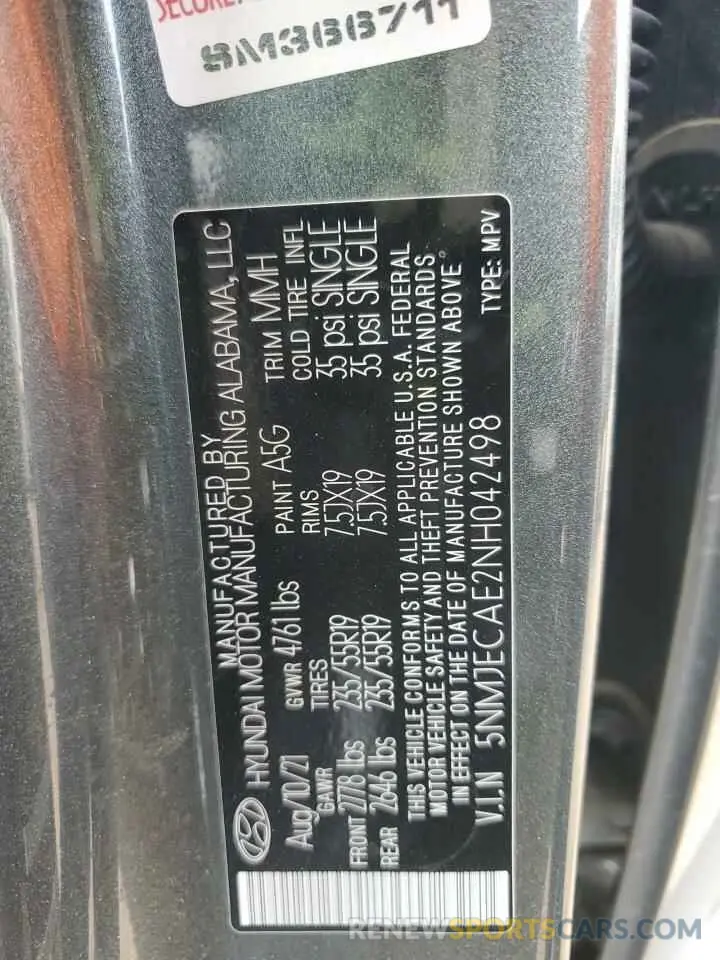 SECURE
SM366711
MANUFACTURED BY
HYUNDAI MOTOR MANUFACTURING ALABAMA, LLC
Aug/10/21 GVWR 4761 lbs PAINT A5G TRIM MMH
GAWR TIRES RIMS COLD TIRE INFL
FRONT 2778 lbs 235/55R19 7.5JX19 35 psi SINGLE
REAR 2646 lbs 235/55R19 7.5JX19 35 psi SINGLE
THIS VEHICLE CONFORMS TO ALL APPLICABLE U.S.A. FEDERAL
MOTOR VEHICLE SAFETY AND THEFT PREVENTION STANDARDS
IN EFFECT ON THE DATE OF MANUFACTURE SHOWN ABOVE
V.I.N 5NMJECAE2NH042498 TYPE: MPV
RENEWSPORTSCARS.COM